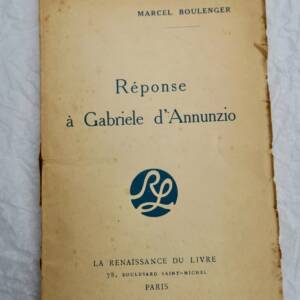 MARCEL BOULENGER
Réponse
à Gabriele d'Annunzio
RL
LA RENAISSANCE DU LIVRE
78, BOULEVARD SAINT-MICHEL
PARIS